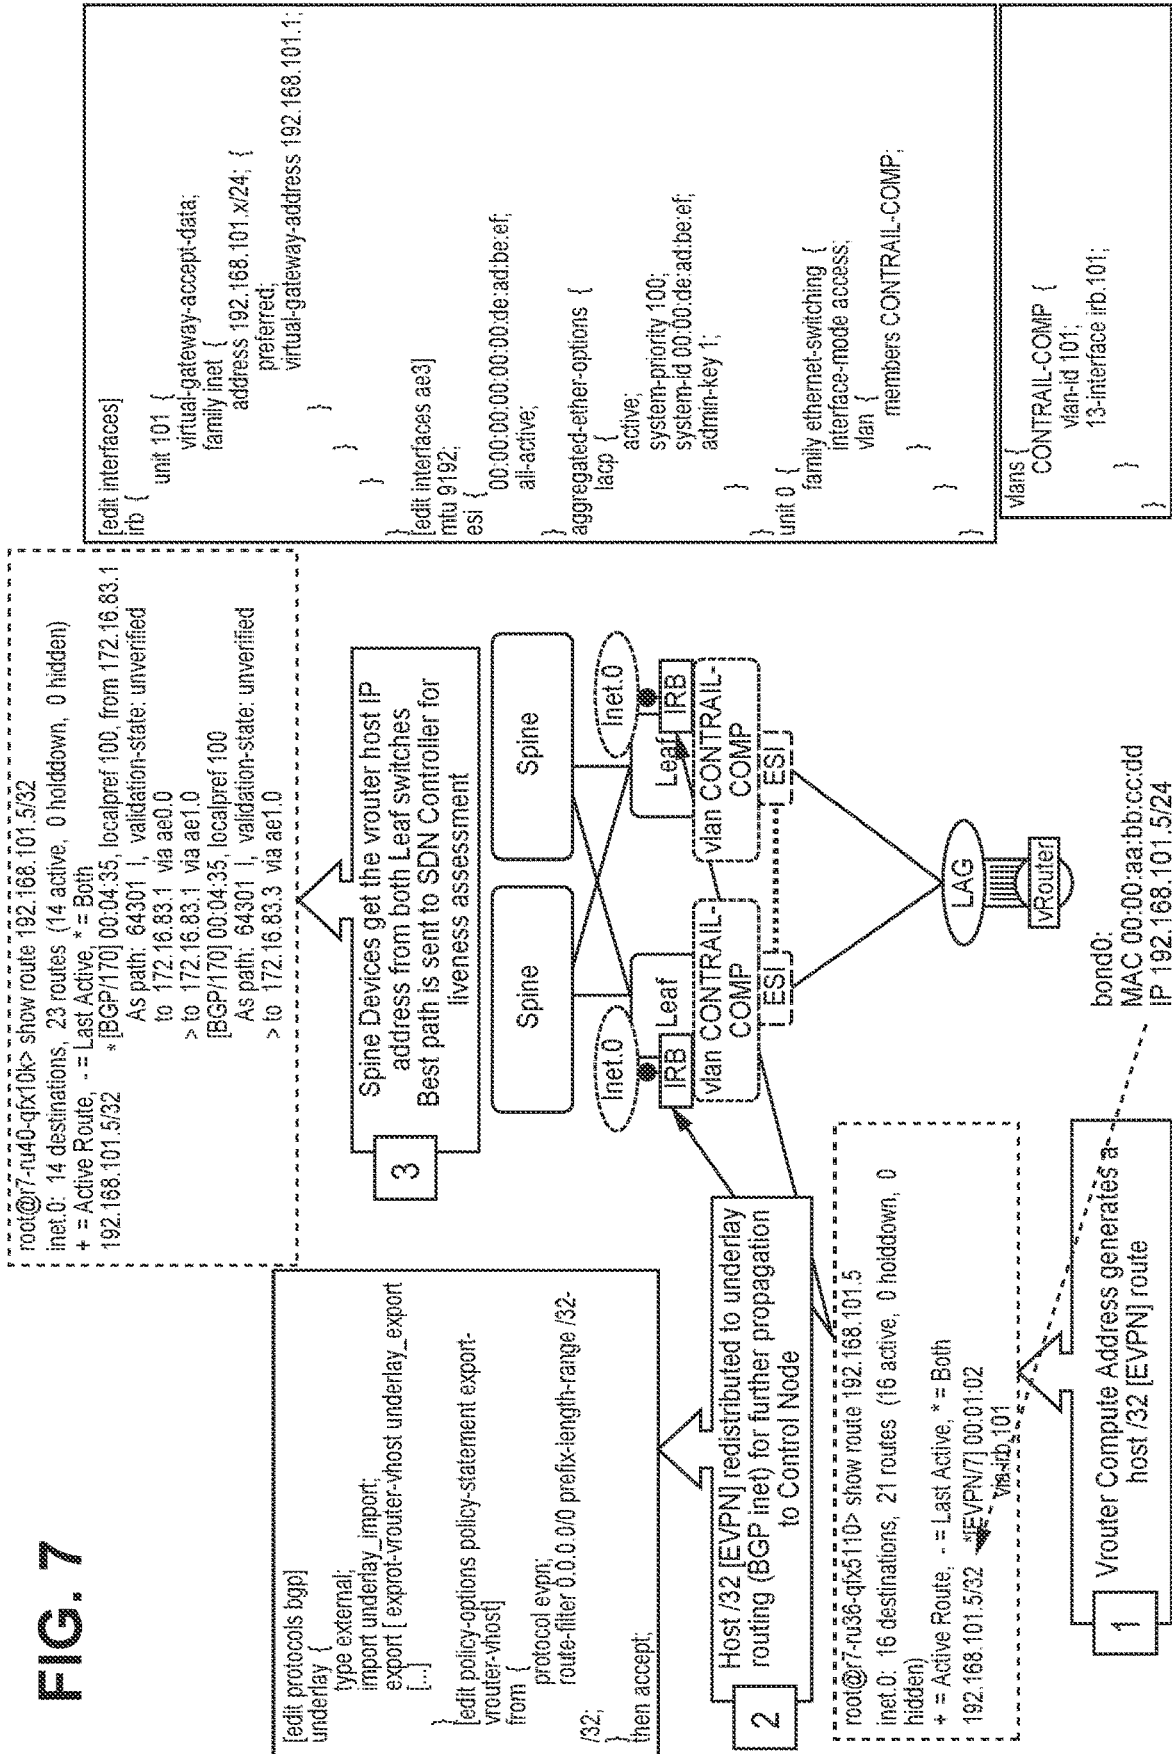 FIG. 7
[edit protocols bgp]
underlay {
type external;
import underlay_import;
export [ exprot-vrouter-vhost underlay_export
[...]
}
[edit policy-options policy-statement export-
vrouter-vhost]
from {
protocol evpn;
route-filter 0.0.0.0/0 prefix-length-range /32-
/32;
}
then accept;
2
Host /32 [EVPN] redistributed to underlay
routing (BGP inet) for further propagation
to Control Node
root@r7-ru36-qfx5110> show route 192.168.101.5
inet.0: 16 destinations, 21 routes (16 active, 0 holddown, 0
hidden)
+ = Active Route, - = Last Active, * = Both
192.168.101.5/32 *[EVPN/7] 00:01:02
via irb.101
1
Vrouter Compute Address generates a
host /32 [EVPN] route
root@r7-ru40-qfx10k> show route 192.168.101.5/32
inet.0: 14 destinations, 23 routes (14 active, 0 holddown, 0 hidden)
+ = Active Route, - = Last Active, * = Both
192.168.101.5/32 *[BGP/170] 00:04:35, localpref 100, from 172.16.83.1
As path: 64301 I, validation-state: unverified
to 172.16.83.1 via ae0.0
> to 172.16.83.1 via ae1.0
[BGP/170] 00:04:35, localpref 100
As path: 64301 I, validation-state: unverified
> to 172.16.83.3 via ae1.0
3
Spine Devices get the vrouter host IP
address from both Leaf switches
Best path is sent to SDN Controller for
liveness assessment
Spine
Spine
Inet.0
Inet.0
IRB
Leaf
Leaf
IRB
vlan CONTRAIL-
COMP
vlan CONTRAIL-
COMP
ESI
ESI
LAG
vRouter
bond0:
MAC 00:00:aa:bb:cc:dd
IP 192.168.101.5/24
[edit interfaces]
irb {
unit 101 {
virtual-gateway-accept-data;
family inet {
address 192.168.101.x/24; {
preferred;
virtual-gateway-address 192.168.101.1;
}
}
}
[edit interfaces ae3]
mtu 9192;
esi {
00:00:00:00:00:00:de:ad:be:ef;
all-active;
}
aggregated-ether-options {
lacp {
active;
system-priority 100;
system-id 00:00:de:ad:be:ef;
admin-key 1;
}
}
unit 0 {
family ethernet-switching {
interface-mode access;
vlan {
members CONTRAIL-COMP;
}
}
}
vlans {
CONTRAIL-COMP {
vlan-id 101;
13-interface irb.101;
}
}